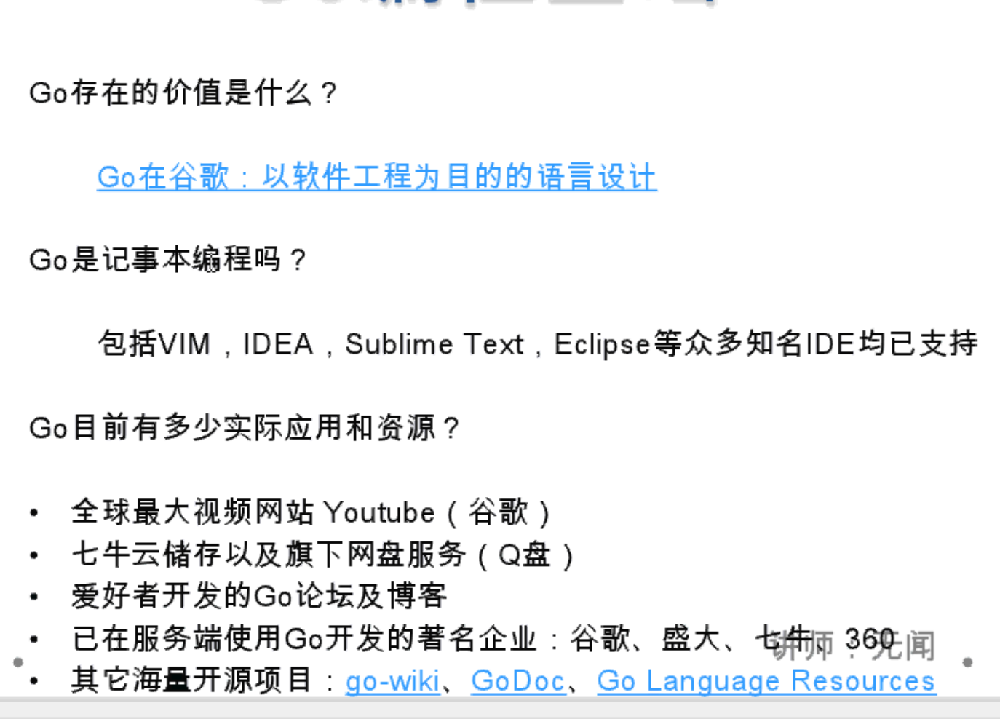 Go存在的价值是什么？
Go在谷歌：以软件工程为目的的语言设计
Go是记事本编程吗？
包括VIM，IDEA，Sublime Text，Eclipse等众多知名IDE均已支持
Go目前有多少实际应用和资源？
• 全球最大视频网站 Youtube（谷歌）
• 七牛云储存以及旗下网盘服务（Q盘）
• 爱好者开发的Go论坛及博客
• 已在服务端使用Go开发的著名企业：谷歌、盛大、七牛、360
讲师：无闻
• 其它海量开源项目：go-wiki、GoDoc、Go Language Resources